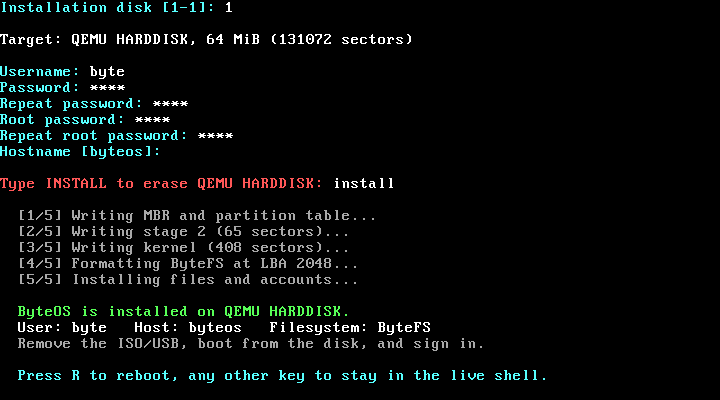 Installation disk [1-1]: 1
Target: QEMU HARDDISK, 64 MiB (131072 sectors)
Username: byte
Password: ****
Repeat password: ****
Root password: ****
Repeat root password: ****
Hostname [byteos]:
Type INSTALL to erase QEMU HARDDISK: install
[1/5] Writing MBR and partition table...
[2/5] Writing stage 2 (65 sectors)...
[3/5] Writing kernel (408 sectors)...
[4/5] Formatting ByteFS at LBA 2048...
[5/5] Installing files and accounts...
ByteOS is installed on QEMU HARDDISK.
User: byte   Host: byteos   Filesystem: ByteFS
Remove the ISO/USB, boot from the disk, and sign in.
Press R to reboot, any other key to stay in the live shell.